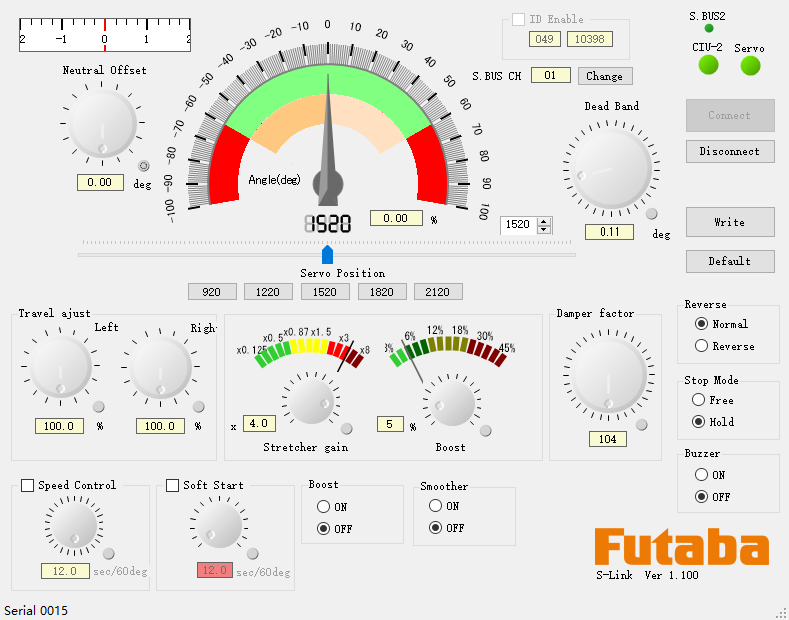 2 -1 0 1 2
Neutral Offset
0.00 deg
-100 -90 -80 -70 -60 -50 -40 -30 -20 -10 0 10 20 30 40 50 60 70 80 90 100
Angle(deg)
1520
0.00 %
ID Enable
049 10398
S.BUS CH 01 Change
S.BUS2
CIU-2 Servo
Dead Band
0.11 deg
Connect
Disconnect
1520
Write
Default
Servo Position
920 1220 1520 1820 2120
Travel ajust
Left Righ
100.0 % 100.0 %
x0.125 x0.5 x0.87 x1.5 x3 x8
x 4.0
Stretcher gain
3% 6% 12% 18% 30% 45%
5 %
Boost
Damper factor
104
Reverse
Normal
Reverse
Stop Mode
Free
Hold
Buzzer
ON
OFF
Speed Control
12.0 sec/60deg
Soft Start
12.0 sec/60deg
Boost
ON
OFF
Smoother
ON
OFF
Futaba
S-Link Ver 1.100
Serial 0015